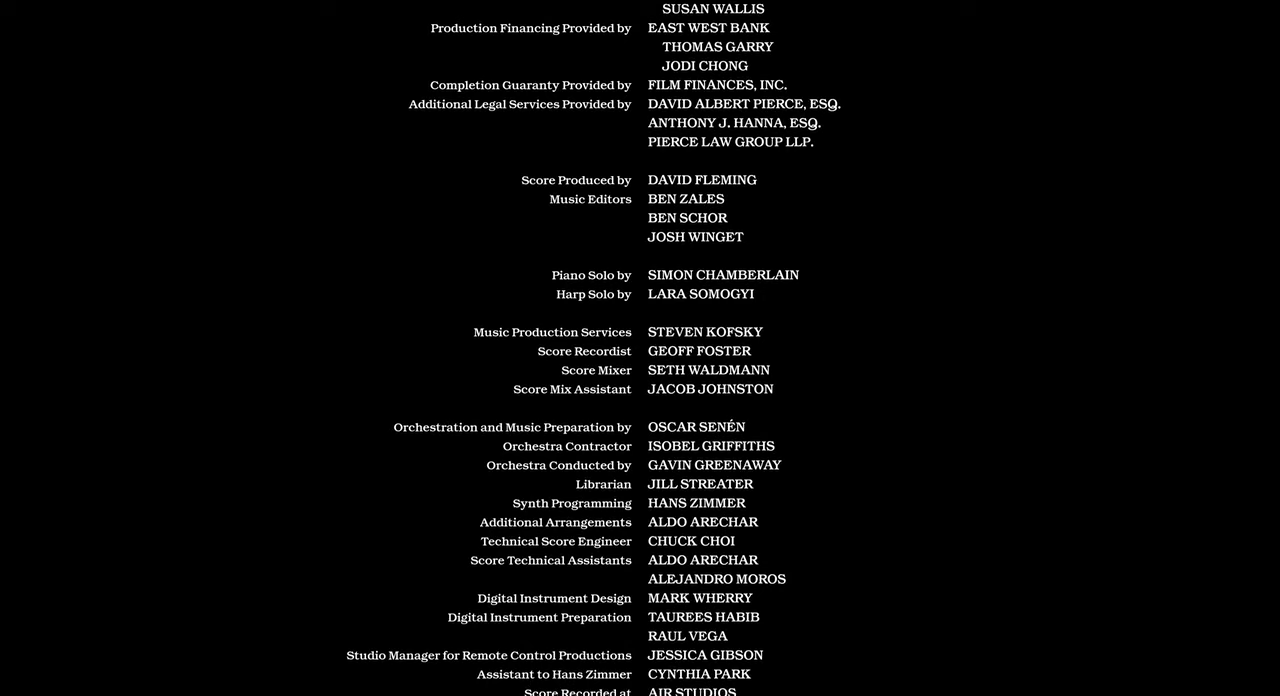 SUSAN WALLIS
Production Financing Provided by EAST WEST BANK
THOMAS GARRY
JODI CHONG
Completion Guaranty Provided by FILM FINANCES, INC.
Additional Legal Services Provided by DAVID ALBERT PIERCE, ESQ.
ANTHONY J. HANNA, ESQ.
PIERCE LAW GROUP LLP.
Score Produced by DAVID FLEMING
Music Editors BEN ZALES
BEN SCHOR
JOSH WINGET
Piano Solo by SIMON CHAMBERLAIN
Harp Solo by LARA SOMOGYI
Music Production Services STEVEN KOFSKY
Score Recordist GEOFF FOSTER
Score Mixer SETH WALDMANN
Score Mix Assistant JACOB JOHNSTON
Orchestration and Music Preparation by OSCAR SENÉN
Orchestra Contractor ISOBEL GRIFFITHS
Orchestra Conducted by GAVIN GREENAWAY
Librarian JILL STREATER
Synth Programming HANS ZIMMER
Additional Arrangements ALDO ARECHAR
Technical Score Engineer CHUCK CHOI
Score Technical Assistants ALDO ARECHAR
ALEJANDRO MOROS
Digital Instrument Design MARK WHERRY
Digital Instrument Preparation TAUREES HABIB
RAUL VEGA
Studio Manager for Remote Control Productions JESSICA GIBSON
Assistant to Hans Zimmer CYNTHIA PARK
Score Recorded at AIR STUDIOS